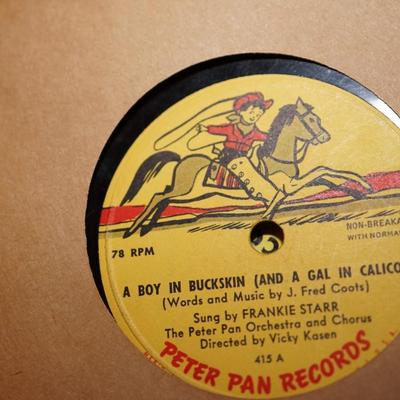 NON-BREAKA
WITH NORMA
78 RPM
A BOY IN BUCKSKIN (AND A GAL IN CALICO
(Words and Music by J. Fred Coots)
Sung by FRANKIE STARR
The Peter Pan Orchestra and Chorus
Directed by Vicky Kasen
415 A
PETER PAN RECORDS